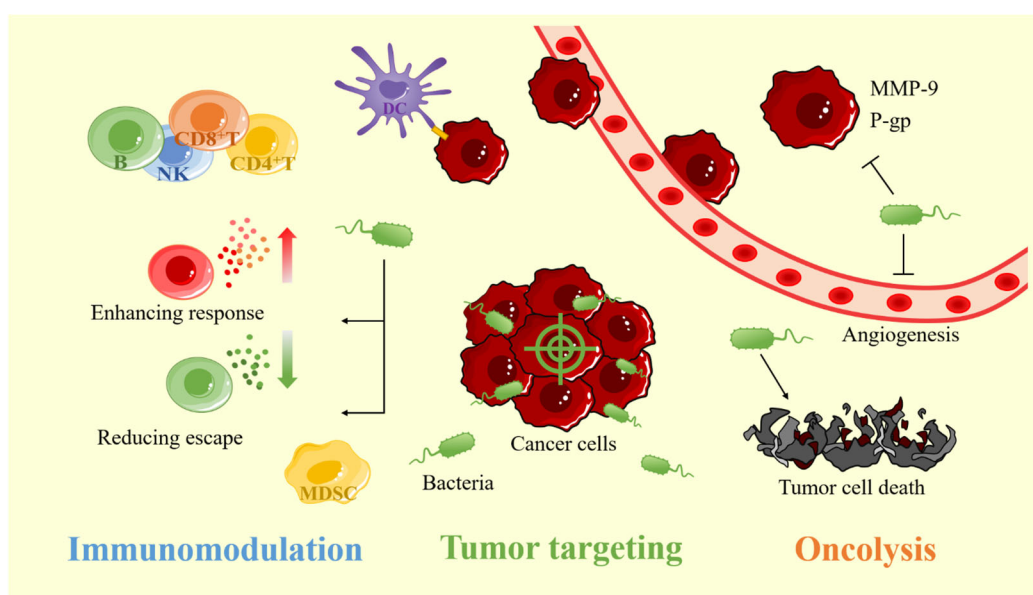 DC
MMP-9
P-gp
B
NK
CD8⁺T
CD4⁺T
Enhancing response
Reducing escape
MDSC
Cancer cells
Bacteria
Angiogenesis
Tumor cell death
Immunomodulation
Tumor targeting
Oncolysis